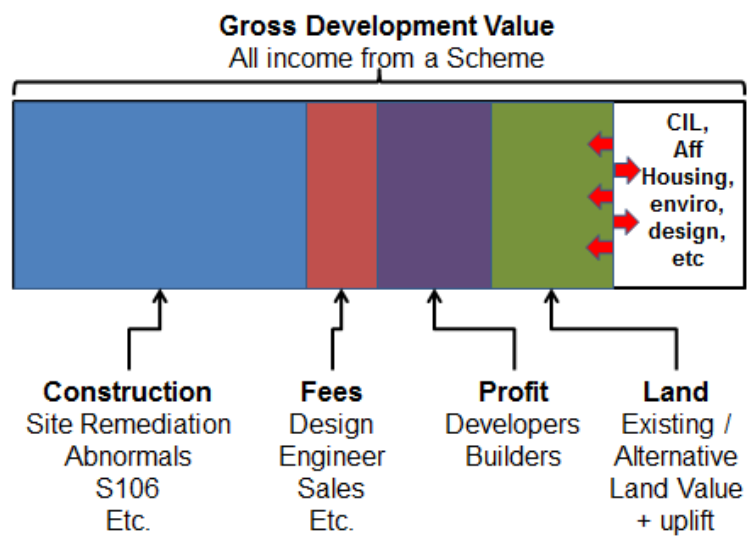 Gross Development Value
All income from a Scheme
CIL,
Aff
Housing,
enviro,
design,
etc
Construction
Site Remediation
Abnormals
S106
Etc.
Fees
Design
Engineer
Sales
Etc.
Profit
Developers
Builders
Land
Existing /
Alternative
Land Value
+ uplift